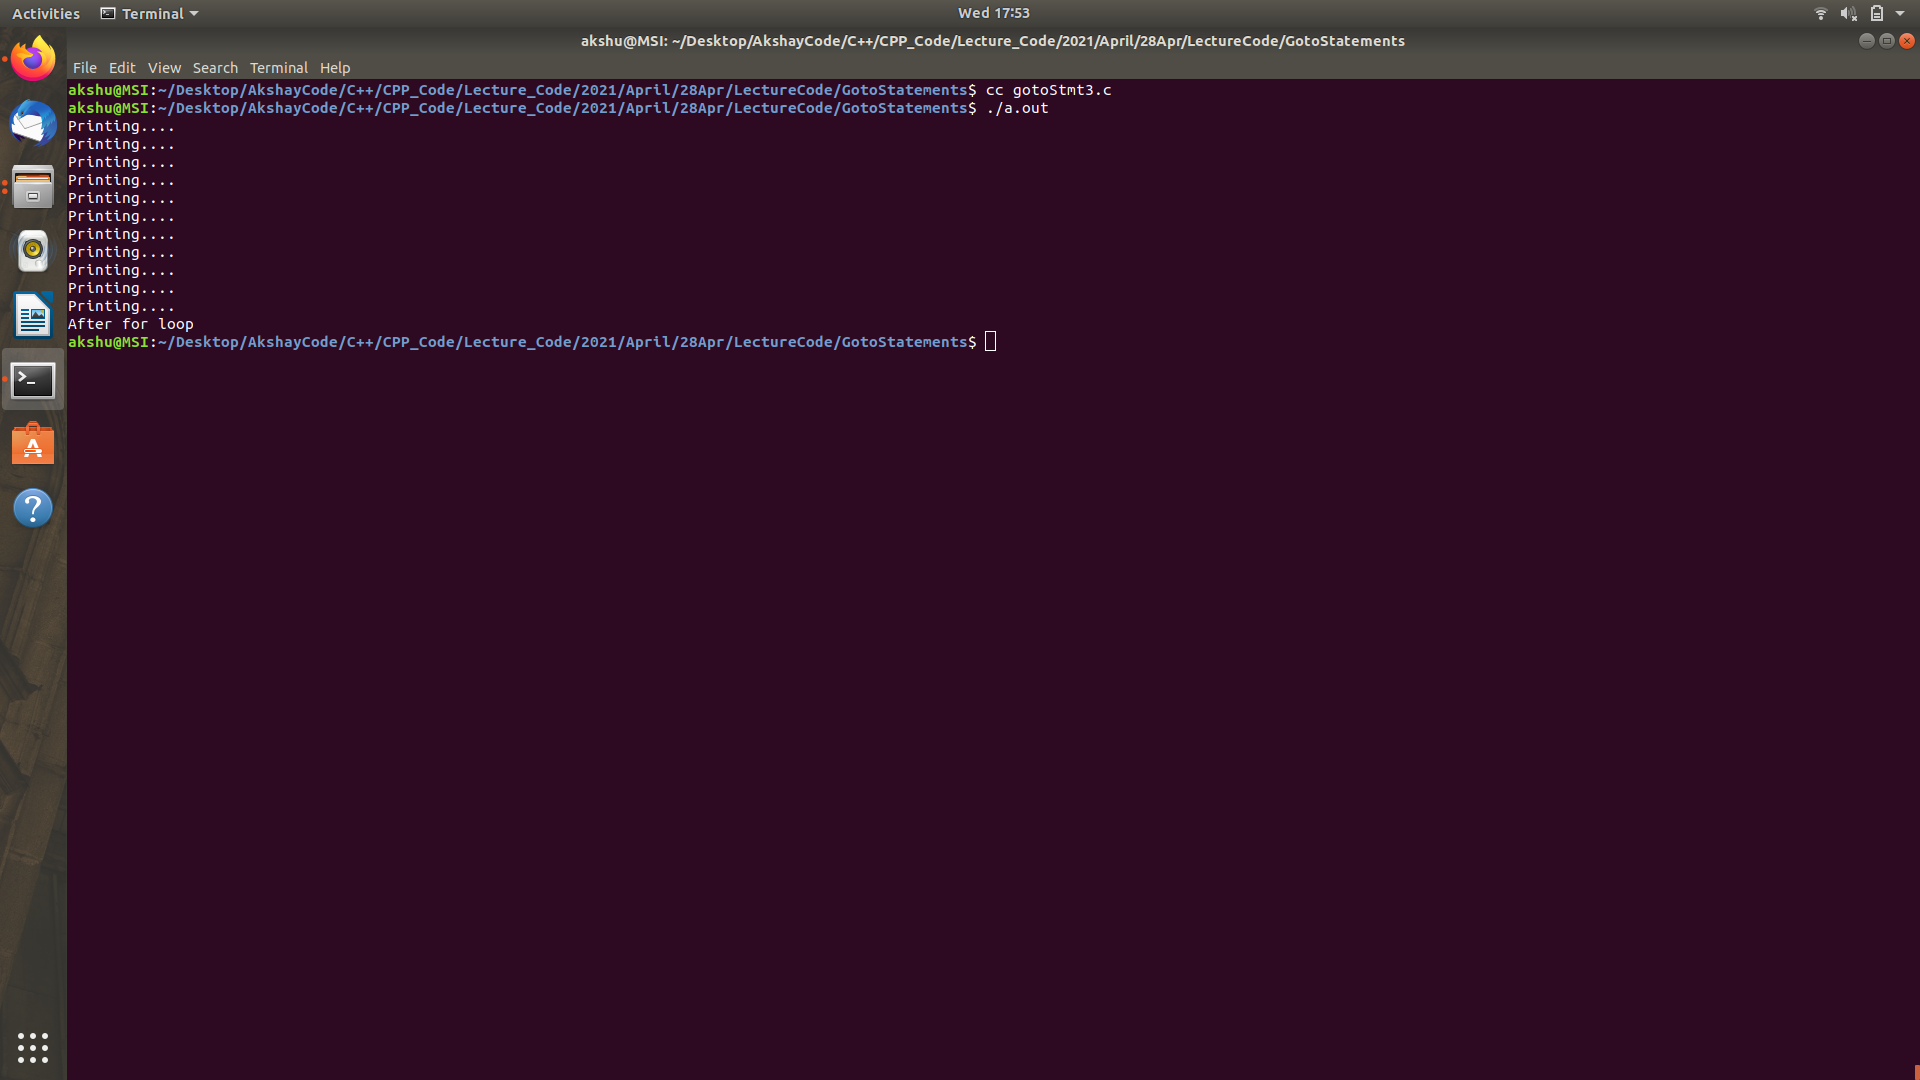 Activities Terminal Wed 17:53
akshu@MSI: ~/Desktop/AkshayCode/C++/CPP_Code/Lecture_Code/2021/April/28Apr/LectureCode/GotoStatements
File Edit View Search Terminal Help
akshu@MSI:~/Desktop/AkshayCode/C++/CPP_Code/Lecture_Code/2021/April/28Apr/LectureCode/GotoStatements$ cc gotoStmt3.c
akshu@MSI:~/Desktop/AkshayCode/C++/CPP_Code/Lecture_Code/2021/April/28Apr/LectureCode/GotoStatements$ ./a.out
Printing....
Printing....
Printing....
Printing....
Printing....
Printing....
Printing....
Printing....
Printing....
Printing....
Printing....
After for loop
akshu@MSI:~/Desktop/AkshayCode/C++/CPP_Code/Lecture_Code/2021/April/28Apr/LectureCode/GotoStatements$